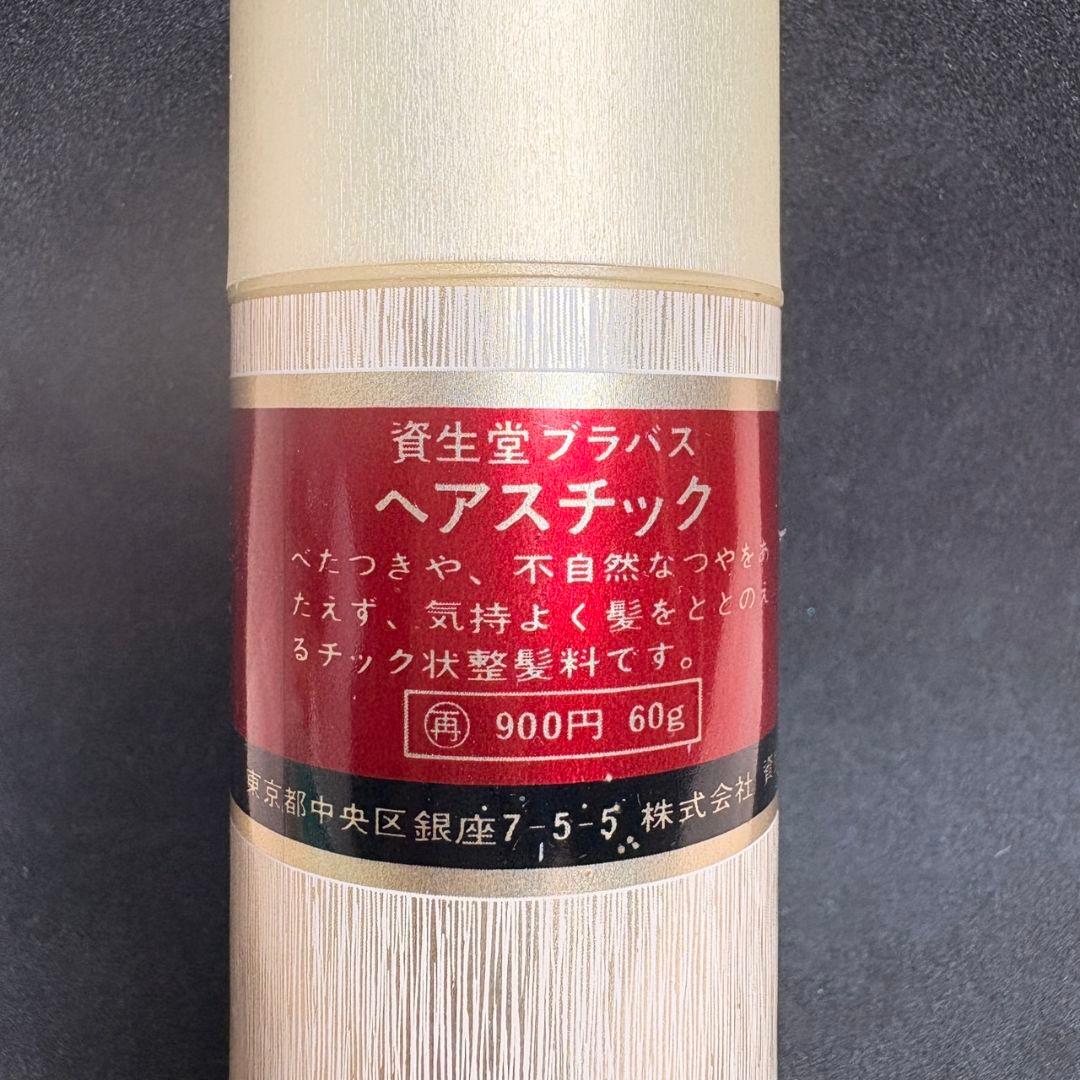 資生堂ブラバス
ヘアスチック
べたつきや、不自然なつやをあ
たえず、気持よく髪をととのえ
るチック状整髪料です。
再 900円 60g
東京都中央区銀座7-5-5 株式会社 資